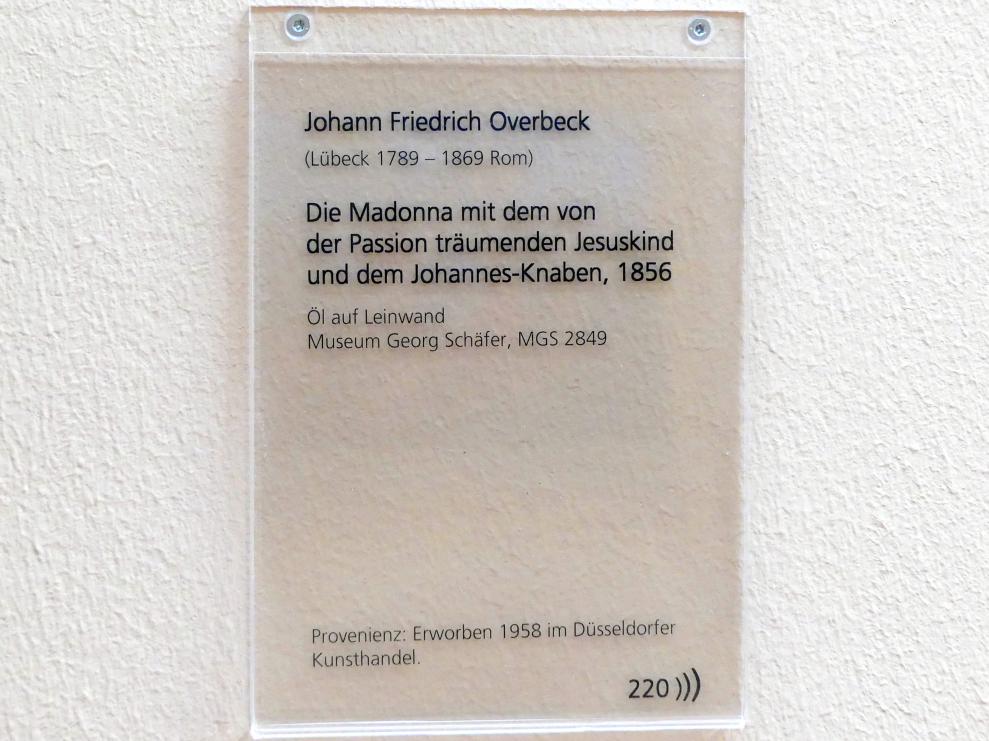 Johann Friedrich Overbeck
(Lübeck 1789 – 1869 Rom)
Die Madonna mit dem von
der Passion träumenden Jesuskind
und dem Johannes-Knaben, 1856
Öl auf Leinwand
Museum Georg Schäfer, MGS 2849
Provenienz: Erworben 1958 im Düsseldorfer
Kunsthandel.
220